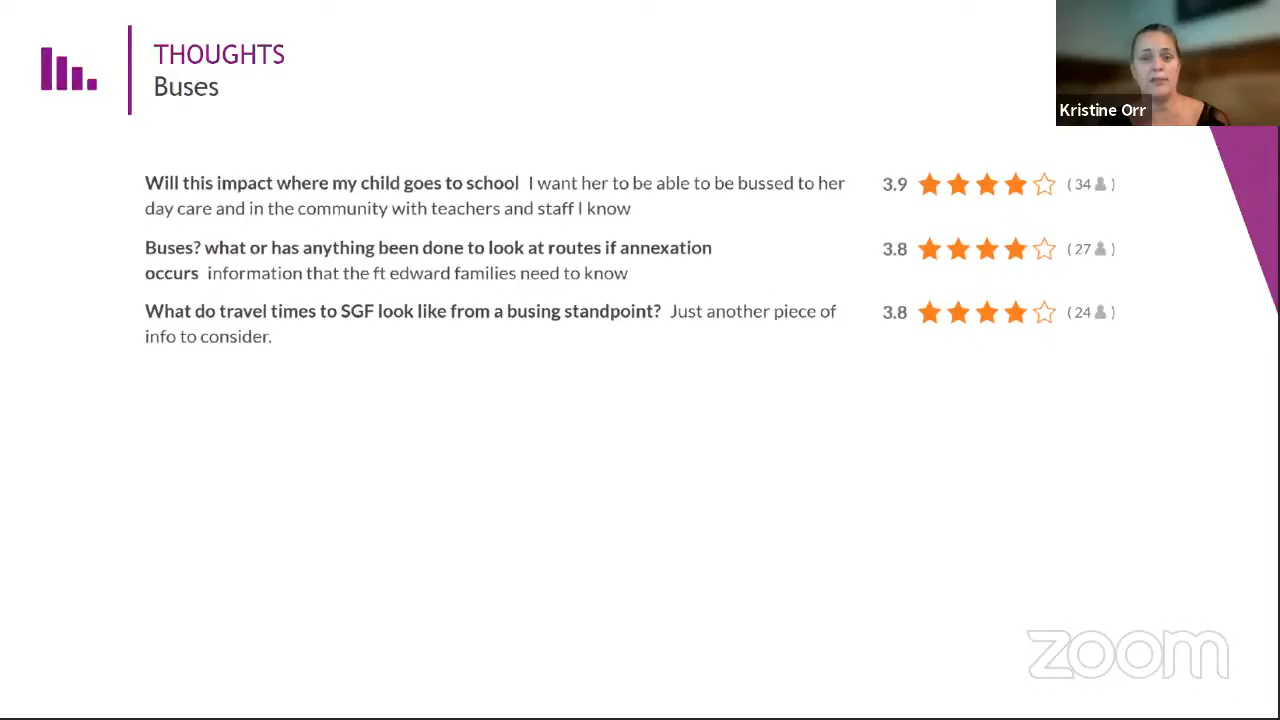 THOUGHTS
Buses
Kristine Orr
Will this impact where my child goes to school I want her to be able to be bussed to her 3.9 (34)
day care and in the community with teachers and staff I know
Buses? what or has anything been done to look at routes if annexation 3.8 (27)
occurs information that the ft edward families need to know
What do travel times to SGF look like from a busing standpoint? Just another piece of 3.8 (24)
info to consider.
zoom